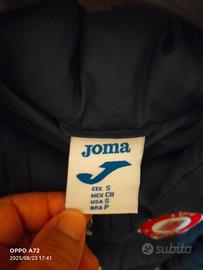 JOMA
CEE S
MEX CH
USA S
BRA P
OPPO A72
2025/08/23 17:41
subito